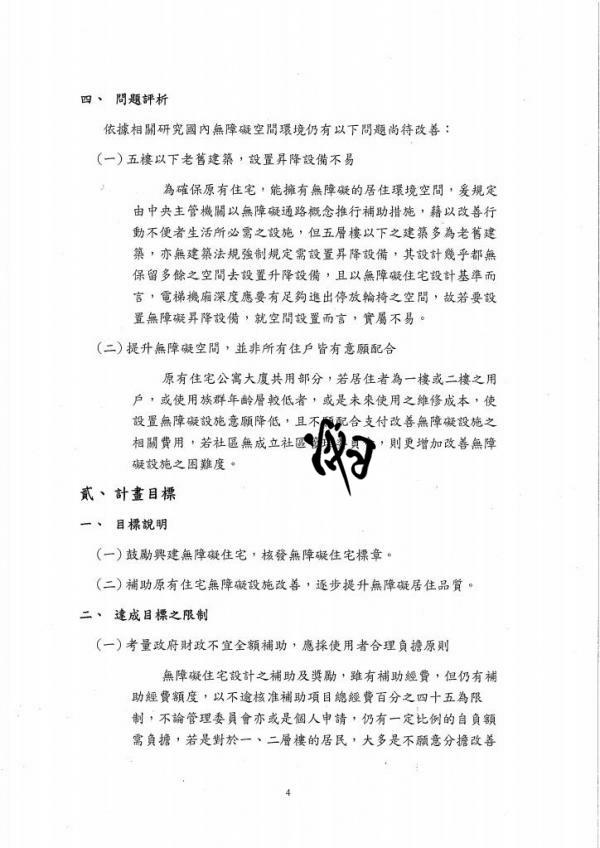 四、 問題評析
依據相關研究國內無障礙空間環境仍有以下問題尚待改善：
(一)五樓以下老舊建築，設置昇降設備不易
為確保原有住宅，能擁有無障礙的居住環境空間，爰規定
由中央主管機關以無障礙通路概念推行補助措施，藉以改善行
動不便者生活所必需之設施，但五層樓以下之建築多為老舊建
築，亦無建築法規強制規定需設置昇降設備，其設計幾乎都無
保留多餘之空間去設置升降設備，且以無障礙住宅設計基準而
言，電梯機廂深度應要有足夠進出停放輪椅之空間，故若要設
置無障礙昇降設備，就空間設置而言，實屬不易。
(二)提升無障礙空間，並非所有住戶皆有意願配合
原有住宅公寓大廈共用部分，若居住者為一樓或二樓之用
戶，或使用族群年齡層較低者，或是未來使用之維修成本，使
設置無障礙設施意願降低，且不願配合支付改善無障礙設施之
相關費用，若社區無成立社區管理委員會，則更增加改善無障
礙設施之困難度。
貳、計畫目標
一、 目標說明
(一)鼓勵興建無障礙住宅，核發無障礙住宅標章。
(二)補助原有住宅無障礙設施改善，逐步提升無障礙居住品質。
二、 達成目標之限制
(一)考量政府財政不宜全額補助，應採使用者合理負擔原則
無障礙住宅設計之補助及獎勵，雖有補助經費，但仍有補
助經費額度，以不逾核准補助項目總經費百分之四十五為限
制，不論管理委員會亦或是個人申請，仍有一定比例的自負額
需負擔，若是對於一、二層樓的居民，大多是不願意分擔改善
4